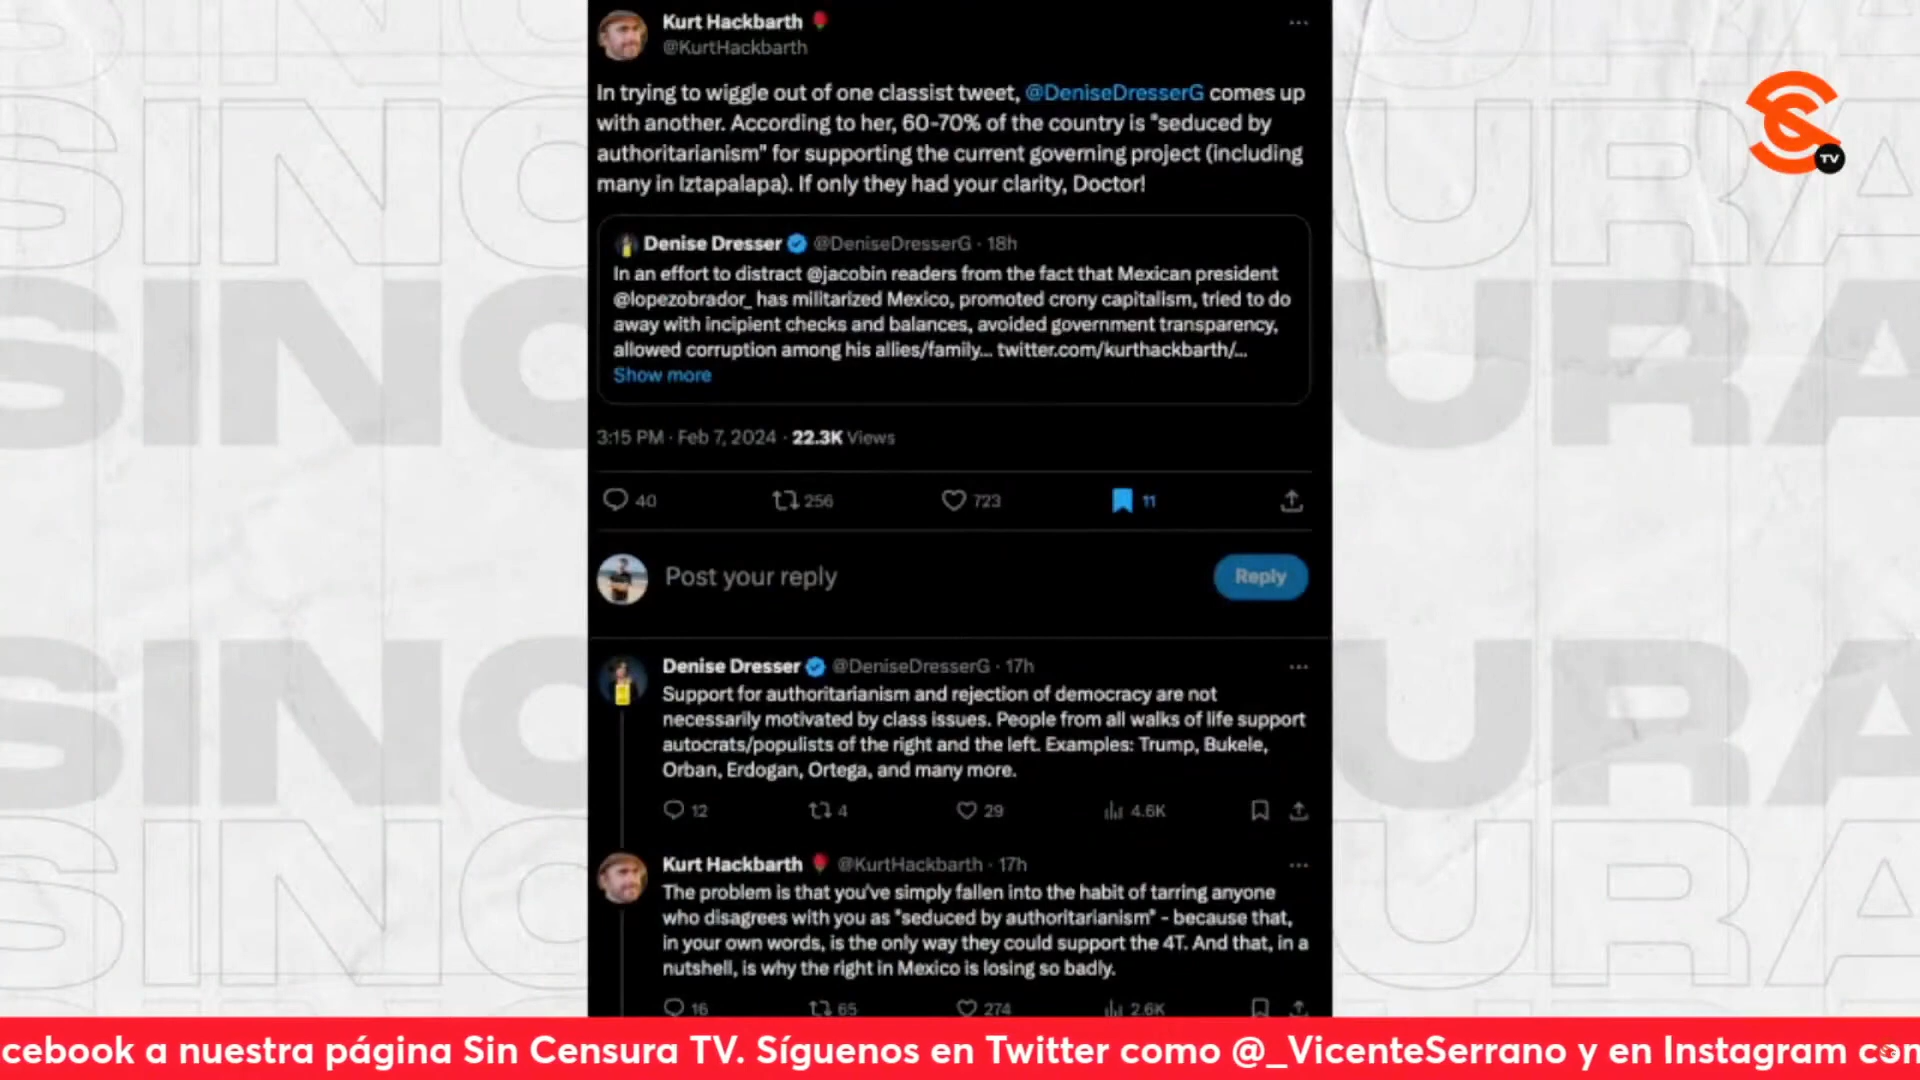 Kurt Hackbarth
@KurtHackbarth
In trying to wiggle out of one classist tweet, @DeniseDresserG comes up
with another. According to her, 60-70% of the country is "seduced by
authoritarianism" for supporting the current governing project (including
many in Iztapalapa). If only they had your clarity, Doctor!
Denise Dresser @DeniseDresserG · 18h
In an effort to distract @jacobin readers from the fact that Mexican president
@lopezobrador_ has militarized Mexico, promoted crony capitalism, tried to do
away with incipient checks and balances, avoided government transparency,
allowed corruption among his allies/family... twitter.com/kurthackbarth/...
Show more
3:15 PM · Feb 7, 2024 · 22.3K Views
40 256 723 11
Post your reply
Reply
Denise Dresser @DeniseDresserG · 17h
Support for authoritarianism and rejection of democracy are not
necessarily motivated by class issues. People from all walks of life support
autocrats/populists of the right and the left. Examples: Trump, Bukele,
Orban, Erdogan, Ortega, and many more.
12 4 29 4.6K
Kurt Hackbarth @KurtHackbarth · 17h
The problem is that you've simply fallen into the habit of tarring anyone
who disagrees with you as "seduced by authoritarianism" - because that,
in your own words, is the only way they could support the 4T. And that, in a
nutshell, is why the right in Mexico is losing so badly.
16 65 274 2.6K
TV
SINC URA
SINC URA
SINC URA
SINC URA
cebook a nuestra página Sin Censura TV. Síguenos en Twitter como @_VicenteSerrano y en Instagram con